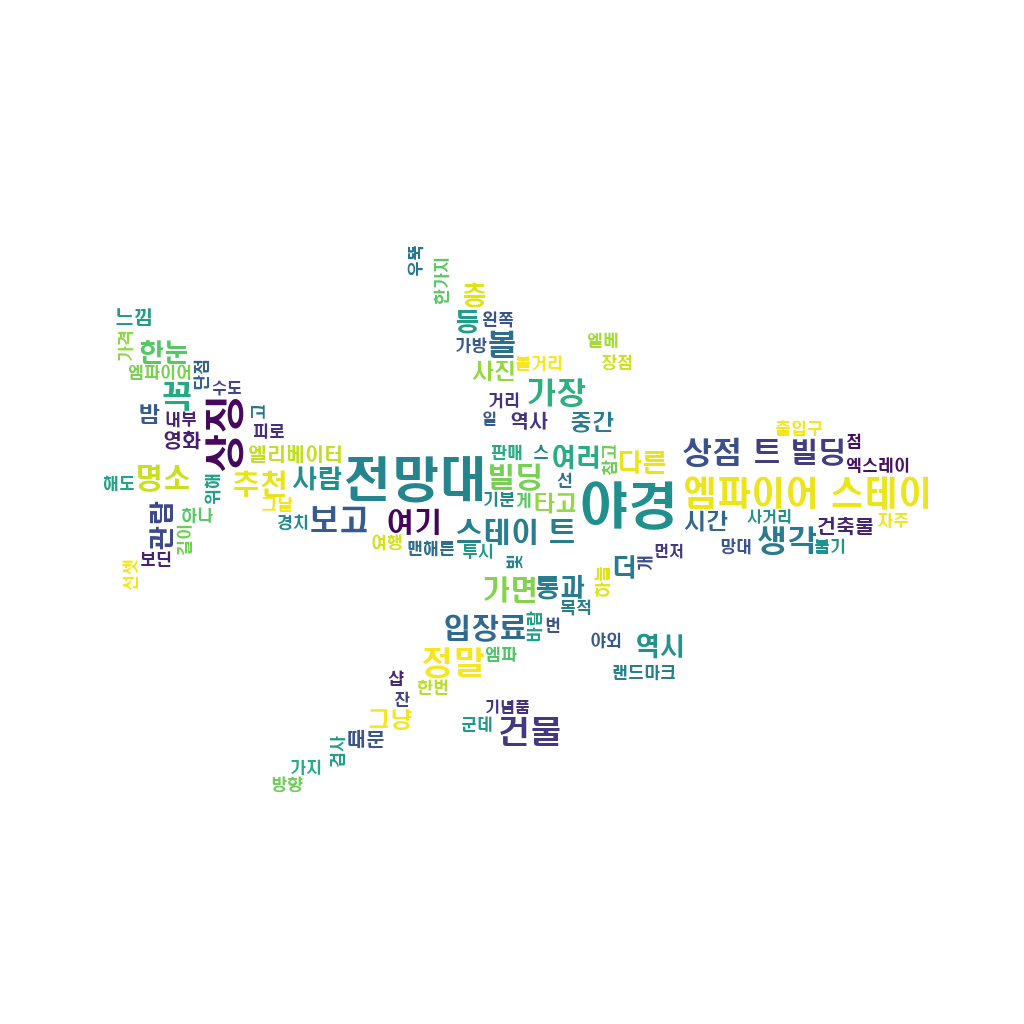 우뚝
한가지
층
등
왼쪽
느낌
가격
한눈
엠파이어
단점
가방
볼
엘베
장점
볼거리
사진
가장
꼭
수도
밤
내부
상징
고
피로
거리
일
역사
중간
출입구
영화
엘리베이터
판매
스
여러
참고
다른
상점
트
빌딩
점
엑스레이
해도
명소
위해
추천
사람
전망대
빌딩
선
야경
엠파이어 스테이
그달
기분
게
타고
관람
하나
길이
경치
보고
여기
스테이
트
시간
사거리
건축물
자주
보딘
여행
맨해튼
투시
빛
더
개
먼저
망대
생각
불기
선셋
가면
통과
하늘
목적
입장료
바람
번
야외
역시
정말
엠파
랜드마크
샵
한번
잔
기념품
그냥
군데
건물
때문
검사
가지
방향